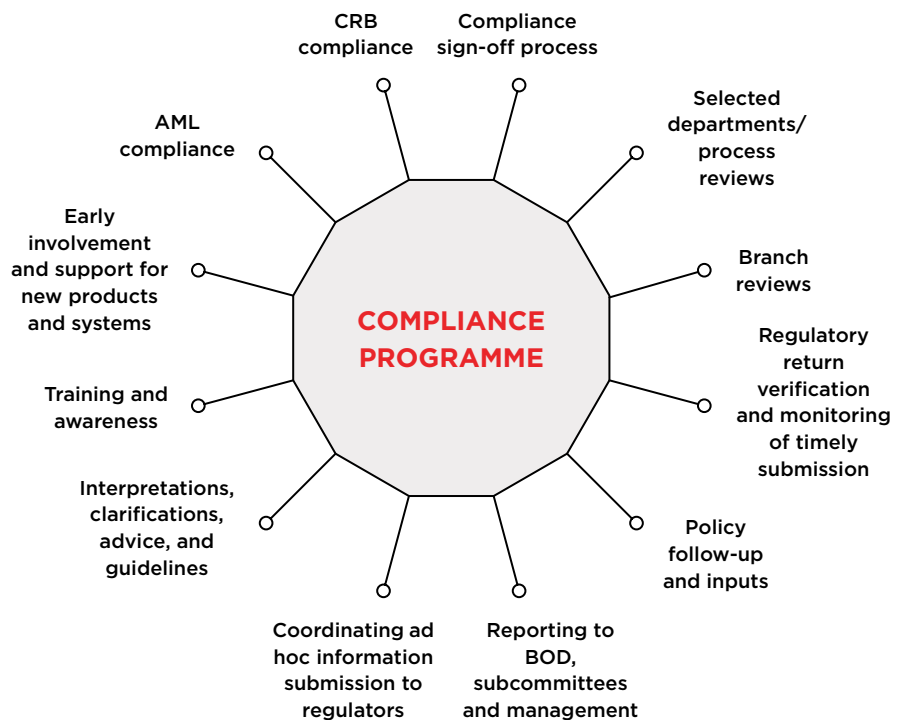 CRB
compliance
Compliance
sign-off process
Selected
departments/
process
reviews
Branch
reviews
Regulatory
return
verification
and monitoring
of timely
submission
Policy
follow-up
and inputs
Reporting to
BOD,
subcommittees
and management
Coordinating ad
hoc information
submission to
regulators
Interpretations,
clarifications,
advice, and
guidelines
Training and
awareness
Early
involvement
and support for
new products
and systems
AML
compliance
COMPLIANCE
PROGRAMME